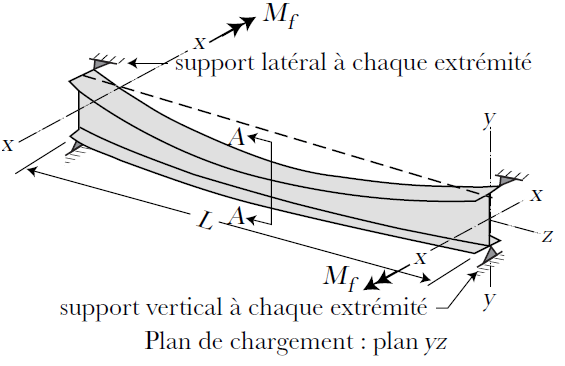 M_f
x
support latéral à chaque extrémité
y
x
A
x
L
A
z
x
M_f
support vertical à chaque extrémité
y
Plan de chargement : plan yz